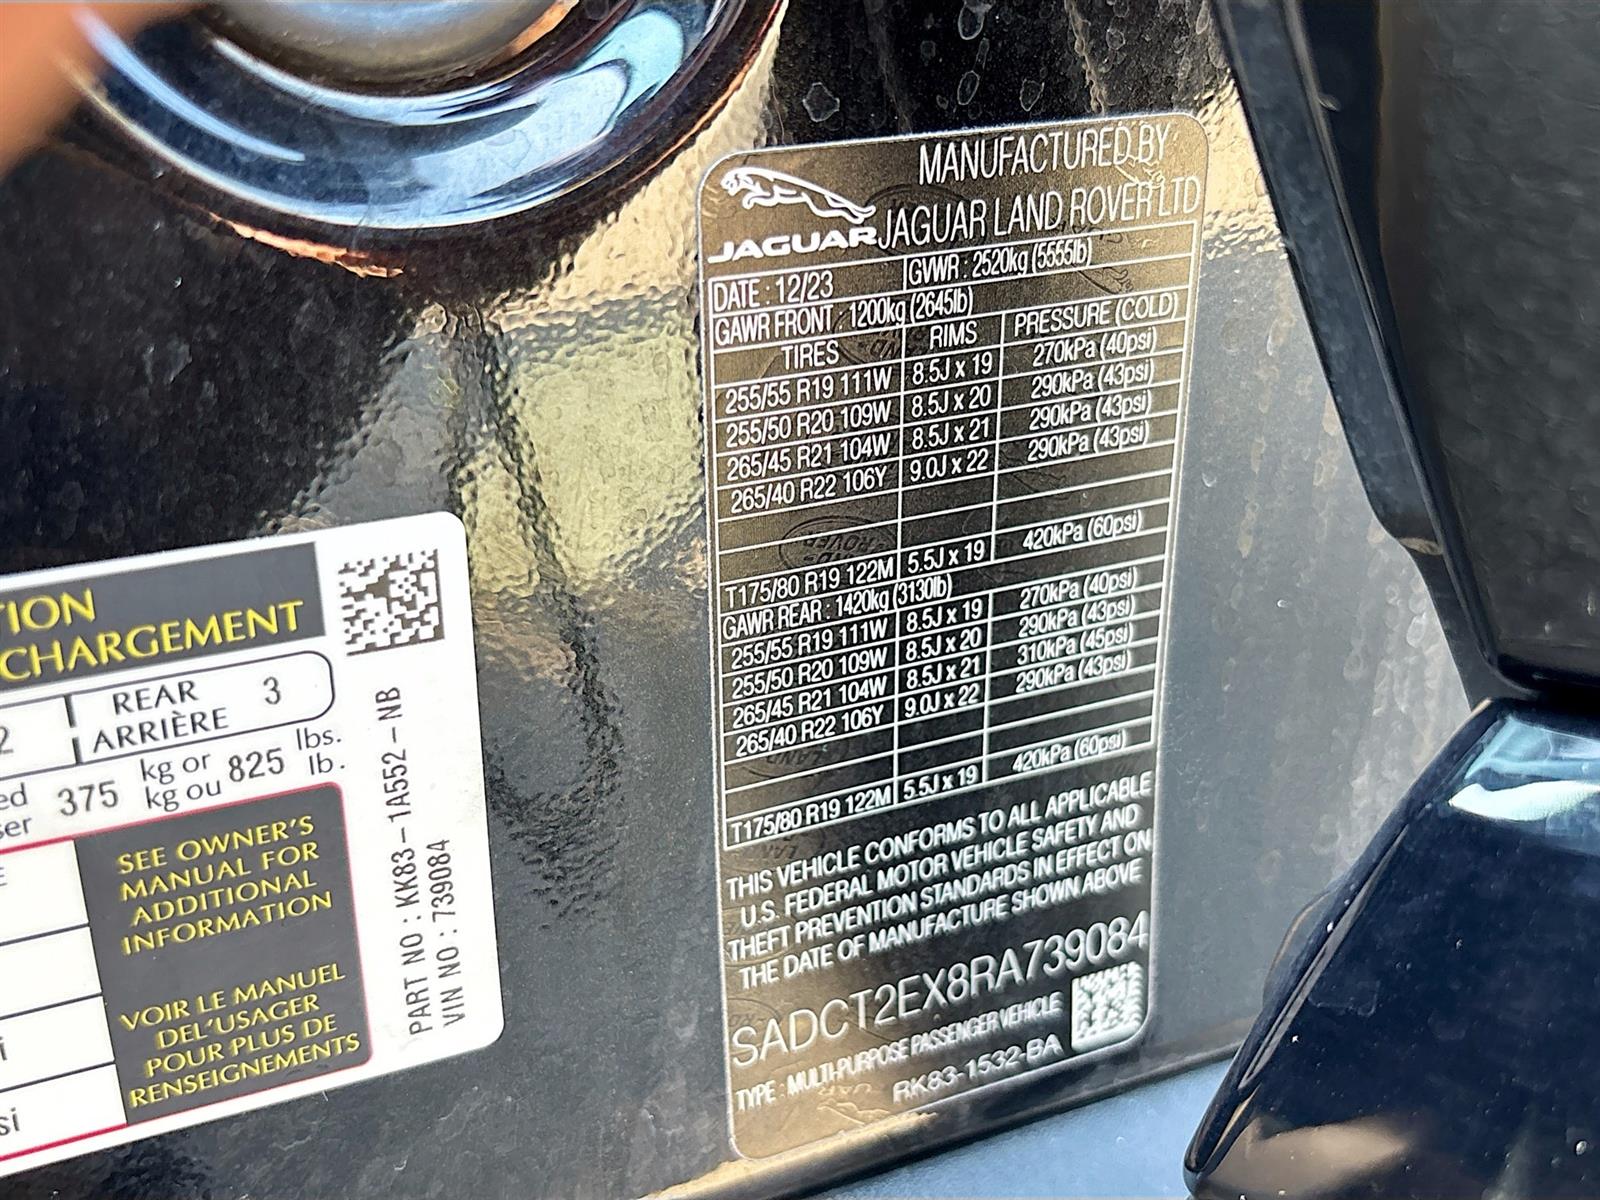 TION
CHARGEMENT
2
REAR
ARRIÈRE
3
ed
ser
375
kg or
kg ou
825
lbs.
lb.
SEE OWNER'S
MANUAL FOR
ADDITIONAL
INFORMATION
VOIR LE MANUEL
DEL'USAGER
POUR PLUS DE
RENSEIGNEMENTS
i
si
PART NO : KK83-1A552-NB
VIN NO : 739084
JAGUAR
MANUFACTURED BY
JAGUAR LAND ROVER LTD
DATE : 12/23 GVWR : 2520kg (5555lb)
GAWR FRONT : 1200kg (2645lb)
TIRES RIMS PRESSURE (COLD)
255/55 R19 111W 8.5J x 19 270kPa (40psi)
255/50 R20 109W 8.5J x 20 290kPa (43psi)
265/45 R21 104W 8.5J x 21 290kPa (43psi)
265/40 R22 106Y 9.0J x 22 290kPa (43psi)
T175/80 R19 122M 5.5J x 19 420kPa (60psi)
GAWR REAR : 1420kg (3130lb)
255/55 R19 111W 8.5J x 19 270kPa (40psi)
255/50 R20 109W 8.5J x 20 290kPa (43psi)
265/45 R21 104W 8.5J x 21 310kPa (45psi)
265/40 R22 106Y 9.0J x 22 290kPa (43psi)
T175/80 R19 122M 5.5J x 19 420kPa (60psi)
THIS VEHICLE CONFORMS TO ALL APPLICABLE
U.S. FEDERAL MOTOR VEHICLE SAFETY AND
THEFT PREVENTION STANDARDS IN EFFECT ON
THE DATE OF MANUFACTURE SHOWN ABOVE
SADCT2EX8RA739084
TYPE : MULTI-PURPOSE PASSENGER VEHICLE
RK83-1532-BA